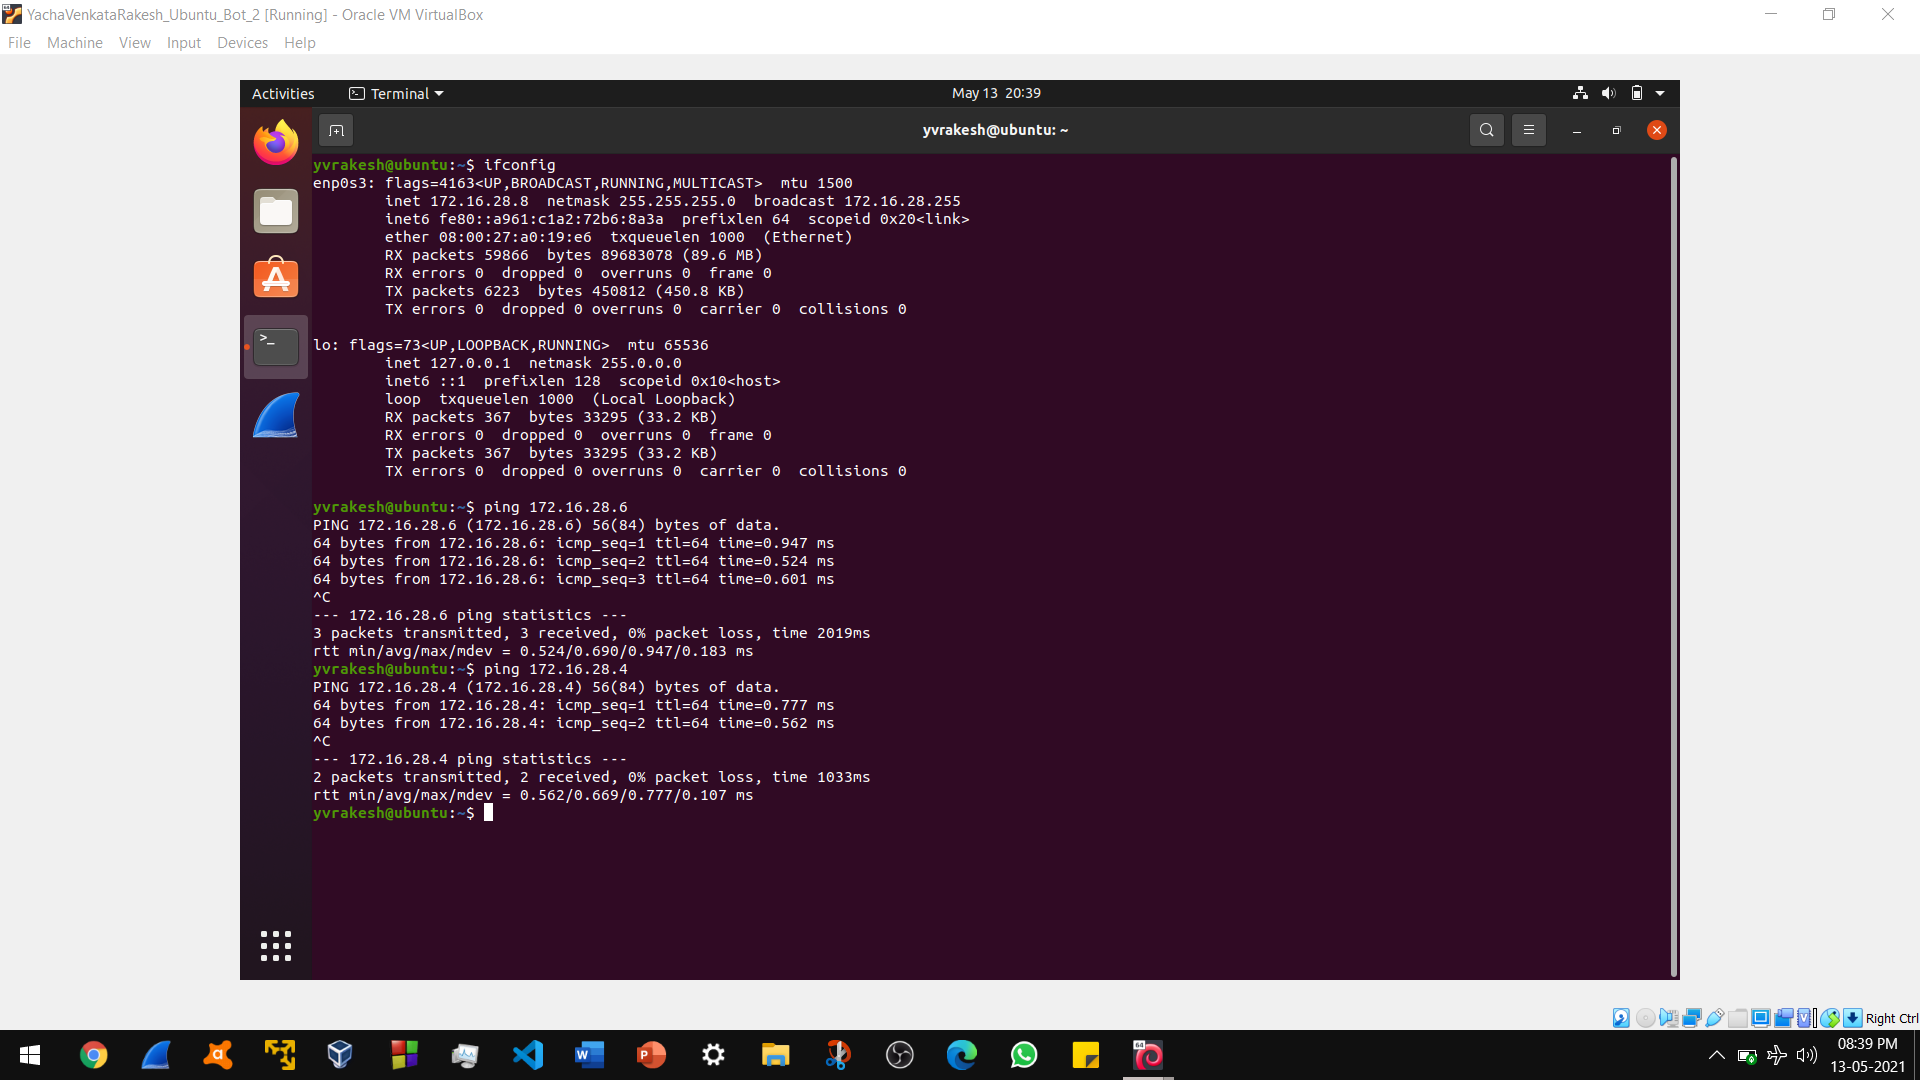 YachaVenkataRakesh_Ubuntu_Bot_2 [Running] - Oracle VM VirtualBox
File Machine View Input Devices Help
Activities Terminal May 13 20:39
yvrakesh@ubuntu: ~
yvrakesh@ubuntu:~$ ifconfig
enp0s3: flags=4163<UP,BROADCAST,RUNNING,MULTICAST>  mtu 1500
        inet 172.16.28.8  netmask 255.255.255.0  broadcast 172.16.28.255
        inet6 fe80::a961:c1a2:72b6:8a3a  prefixlen 64  scopeid 0x20<link>
        ether 08:00:27:a0:19:e6  txqueuelen 1000  (Ethernet)
        RX packets 59866  bytes 89683078 (89.6 MB)
        RX errors 0  dropped 0  overruns 0  frame 0
        TX packets 6223  bytes 450812 (450.8 KB)
        TX errors 0  dropped 0 overruns 0  carrier 0  collisions 0
lo: flags=73<UP,LOOPBACK,RUNNING>  mtu 65536
        inet 127.0.0.1  netmask 255.0.0.0
        inet6 ::1  prefixlen 128  scopeid 0x10<host>
        loop  txqueuelen 1000  (Local Loopback)
        RX packets 367  bytes 33295 (33.2 KB)
        RX errors 0  dropped 0  overruns 0  frame 0
        TX packets 367  bytes 33295 (33.2 KB)
        TX errors 0  dropped 0 overruns 0  carrier 0  collisions 0
yvrakesh@ubuntu:~$ ping 172.16.28.6
PING 172.16.28.6 (172.16.28.6) 56(84) bytes of data.
64 bytes from 172.16.28.6: icmp_seq=1 ttl=64 time=0.947 ms
64 bytes from 172.16.28.6: icmp_seq=2 ttl=64 time=0.524 ms
64 bytes from 172.16.28.6: icmp_seq=3 ttl=64 time=0.601 ms
^C
--- 172.16.28.6 ping statistics ---
3 packets transmitted, 3 received, 0% packet loss, time 2019ms
rtt min/avg/max/mdev = 0.524/0.690/0.947/0.183 ms
yvrakesh@ubuntu:~$ ping 172.16.28.4
PING 172.16.28.4 (172.16.28.4) 56(84) bytes of data.
64 bytes from 172.16.28.4: icmp_seq=1 ttl=64 time=0.777 ms
64 bytes from 172.16.28.4: icmp_seq=2 ttl=64 time=0.562 ms
^C
--- 172.16.28.4 ping statistics ---
2 packets transmitted, 2 received, 0% packet loss, time 1033ms
rtt min/avg/max/mdev = 0.562/0.669/0.777/0.107 ms
yvrakesh@ubuntu:~$
Right Ctrl
08:39 PM
13-05-2021